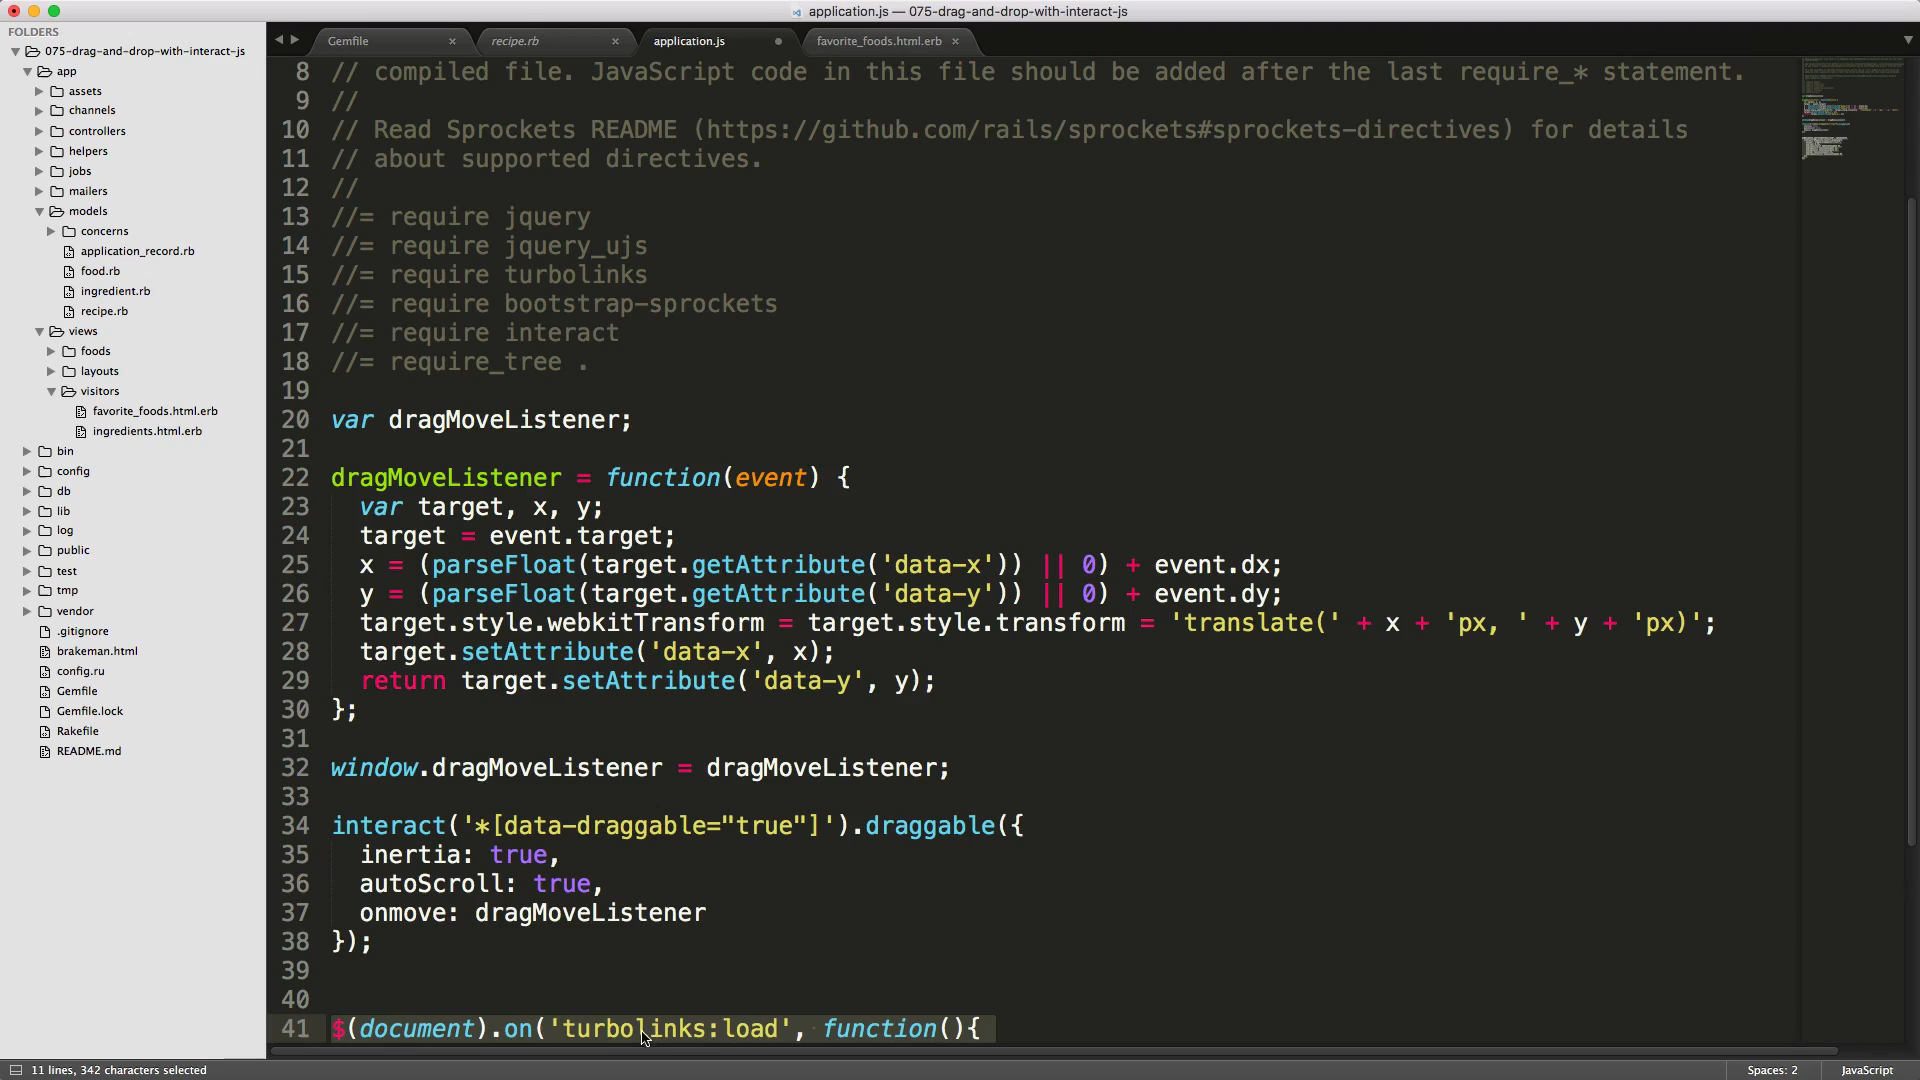 application.js — 075-drag-and-drop-with-interact-js
FOLDERS
075-drag-and-drop-with-interact-js
app
assets
channels
controllers
helpers
jobs
mailers
models
concerns
application_record.rb
food.rb
ingredient.rb
recipe.rb
views
foods
layouts
visitors
favorite_foods.html.erb
ingredients.html.erb
bin
config
db
lib
log
public
test
tmp
vendor
.gitignore
brakeman.html
config.ru
Gemfile
Gemfile.lock
Rakefile
README.md
Gemfile
recipe.rb
application.js
favorite_foods.html.erb
8 // compiled file. JavaScript code in this file should be added after the last require_* statement.
9 //
10 // Read Sprockets README (https://github.com/rails/sprockets#sprockets-directives) for details
11 // about supported directives.
12 //
13 //= require jquery
14 //= require jquery_ujs
15 //= require turbolinks
16 //= require bootstrap-sprockets
17 //= require interact
18 //= require_tree .
19
20 var dragMoveListener;
21
22 dragMoveListener = function(event) {
23   var target, x, y;
24   target = event.target;
25   x = (parseFloat(target.getAttribute('data-x')) || 0) + event.dx;
26   y = (parseFloat(target.getAttribute('data-y')) || 0) + event.dy;
27   target.style.webkitTransform = target.style.transform = 'translate(' + x + 'px, ' + y + 'px)';
28   target.setAttribute('data-x', x);
29   return target.setAttribute('data-y', y);
30 };
31
32 window.dragMoveListener = dragMoveListener;
33
34 interact('*[data-draggable="true"]').draggable({
35   inertia: true,
36   autoScroll: true,
37   onmove: dragMoveListener
38 });
39
40
41 $(document).on('turbolinks:load', function(){
11 lines, 342 characters selected
Spaces: 2
JavaScript